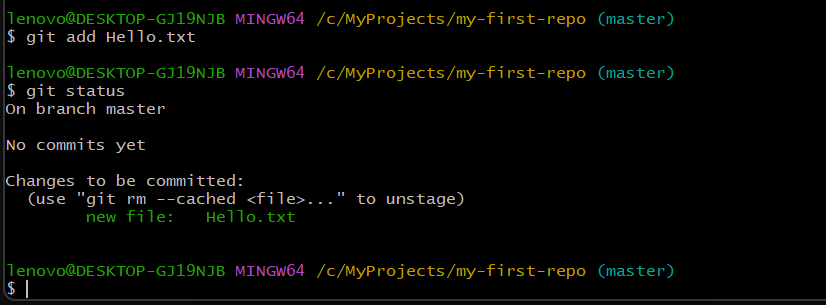 lenovo@DESKTOP-GJ19NJB MINGW64 /c/MyProjects/my-first-repo (master)
$ git add Hello.txt
lenovo@DESKTOP-GJ19NJB MINGW64 /c/MyProjects/my-first-repo (master)
$ git status
On branch master
No commits yet
Changes to be committed:
  (use "git rm --cached <file>..." to unstage)
        new file:   Hello.txt
lenovo@DESKTOP-GJ19NJB MINGW64 /c/MyProjects/my-first-repo (master)
$